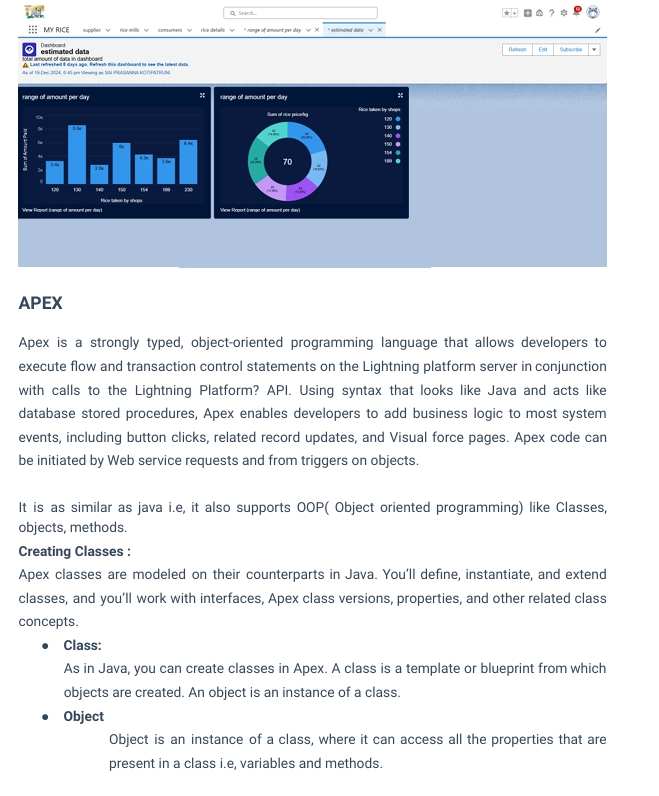 Search...
MY RICE supplier rice mills consumers rice details * range of amount per day * estimated data
Dashboard
estimated data
total amount of data in dashboard
Last refreshed 8 days ago. Refresh this dashboard to see the latest data.
As of 19-Dec-2024, 6:45 pm Viewing as SAI PRASANNA KOTIPATRUNI
Refresh Edit Subscribe
range of amount per day
Sum of Amount Paid
10k
8k
6k
4k
2k
0
3.4k 8.8k 2.8k 6k 4.3k 3.8k 6.4k
120 130 140 150 154 189 230
Rice taken by shops
View Report (range of amount per day)
range of amount per day
Sum of rice price/kg
70
Rice taken by shops
120
130
140
150
154
189
View Report (range of amount per day)
APEX
Apex is a strongly typed, object-oriented programming language that allows developers to
execute flow and transaction control statements on the Lightning platform server in conjunction
with calls to the Lightning Platform? API. Using syntax that looks like Java and acts like
database stored procedures, Apex enables developers to add business logic to most system
events, including button clicks, related record updates, and Visual force pages. Apex code can
be initiated by Web service requests and from triggers on objects.
It is as similar as java i.e, it also supports OOP( Object oriented programming) like Classes,
objects, methods.
Creating Classes :
Apex classes are modeled on their counterparts in Java. You’ll define, instantiate, and extend
classes, and you’ll work with interfaces, Apex class versions, properties, and other related class
concepts.
● Class:
As in Java, you can create classes in Apex. A class is a template or blueprint from which
objects are created. An object is an instance of a class.
● Object
Object is an instance of a class, where it can access all the properties that are
present in a class i.e, variables and methods.